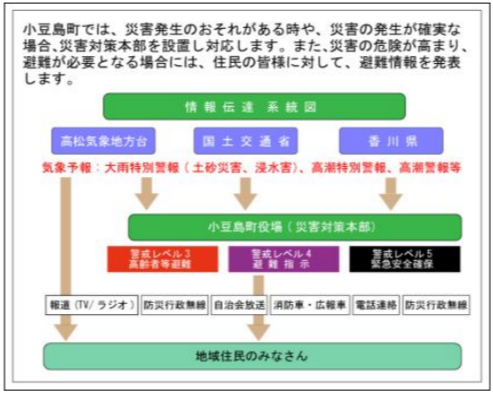 小豆島町では、災害発生のおそれがある時や、災害の発生が確実な
場合、災害対策本部を設置し対応します。また、災害の危険が高まり、
避難が必要となる場合には、住民の皆様に対して、避難情報を発表
します。
情報伝達 系統図
高松気象地方台 国土交通省 香川県
気象予報：大雨特別警報（土砂災害、浸水害）、高潮特別警報、高潮警報等
小豆島町役場（災害対策本部）
警戒レベル3 警戒レベル4 警戒レベル5
高齢者等避難 避難指示 緊急安全確保
報道（TV/ラジオ） 防災行政無線 自治会放送 消防車・広報車 電話連絡 防災行政無線
地域住民のみなさん